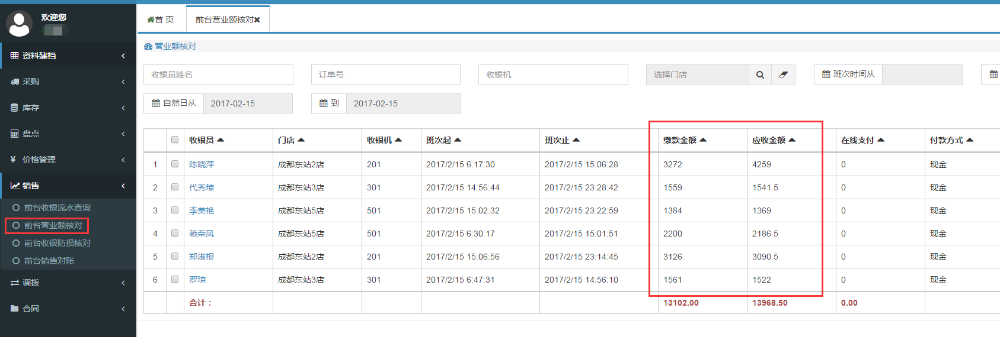 欢迎您
资料建档
采购
库存
盘点
¥ 价格管理
销售
前台收银流水查询
前台营业额核对
前台收银防损核对
前台销售对账
调拨
合同
首 页
前台营业额核对
营业额核对
收银员姓名
订单号
收银机
选择门店
班次时间从
自然日从 2017-02-15
到 2017-02-15
收银员 门店 收银机 班次起 班次止 缴款金额 应收金额 在线支付 付款方式
1 陈晓萍 成都东站2店 201 2017/2/15 6:17:30 2017/2/15 15:06:28 3272 4259 0 现金
2 代秀琼 成都东站3店 301 2017/2/15 14:56:44 2017/2/15 23:28:42 1559 1541.5 0 现金
3 李美艳 成都东站5店 501 2017/2/15 15:02:32 2017/2/15 23:22:59 1384 1369 0 现金
4 赖荣凤 成都东站5店 501 2017/2/15 6:30:17 2017/2/15 15:01:51 2200 2186.5 0 现金
5 郑淑根 成都东站2店 201 2017/2/15 15:06:56 2017/2/15 23:14:45 3126 3090.5 0 现金
6 罗琼 成都东站3店 301 2017/2/15 6:47:31 2017/2/15 14:56:10 1561 1522 0 现金
合计： 13102.00 13968.50 0.00